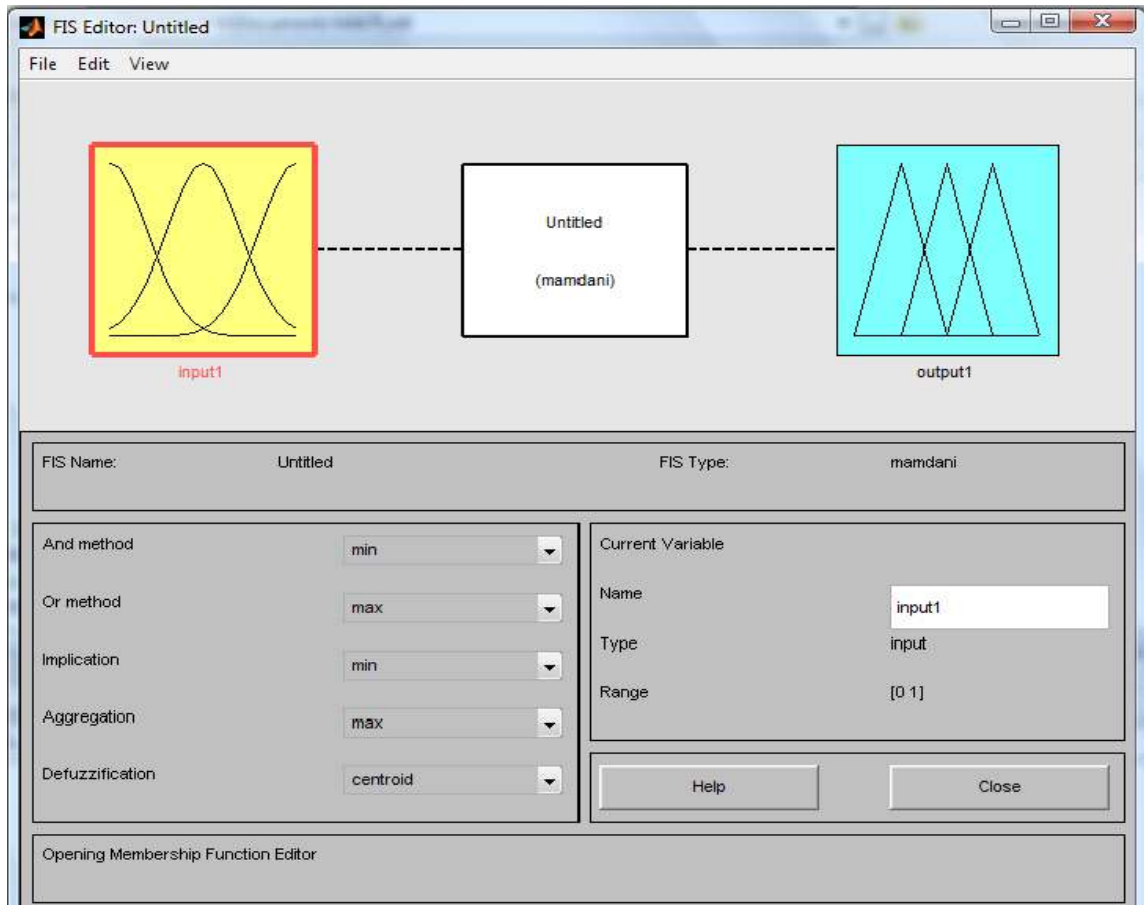 FIS Editor: Untitled
File Edit View
Untitled
(mamdani)
input1
output1
FIS Name: Untitled FIS Type: mamdani
And method min
Or method max
Implication min
Aggregation max
Defuzzification centroid
Current Variable
Name input1
Type input
Range [0 1]
Help Close
Opening Membership Function Editor